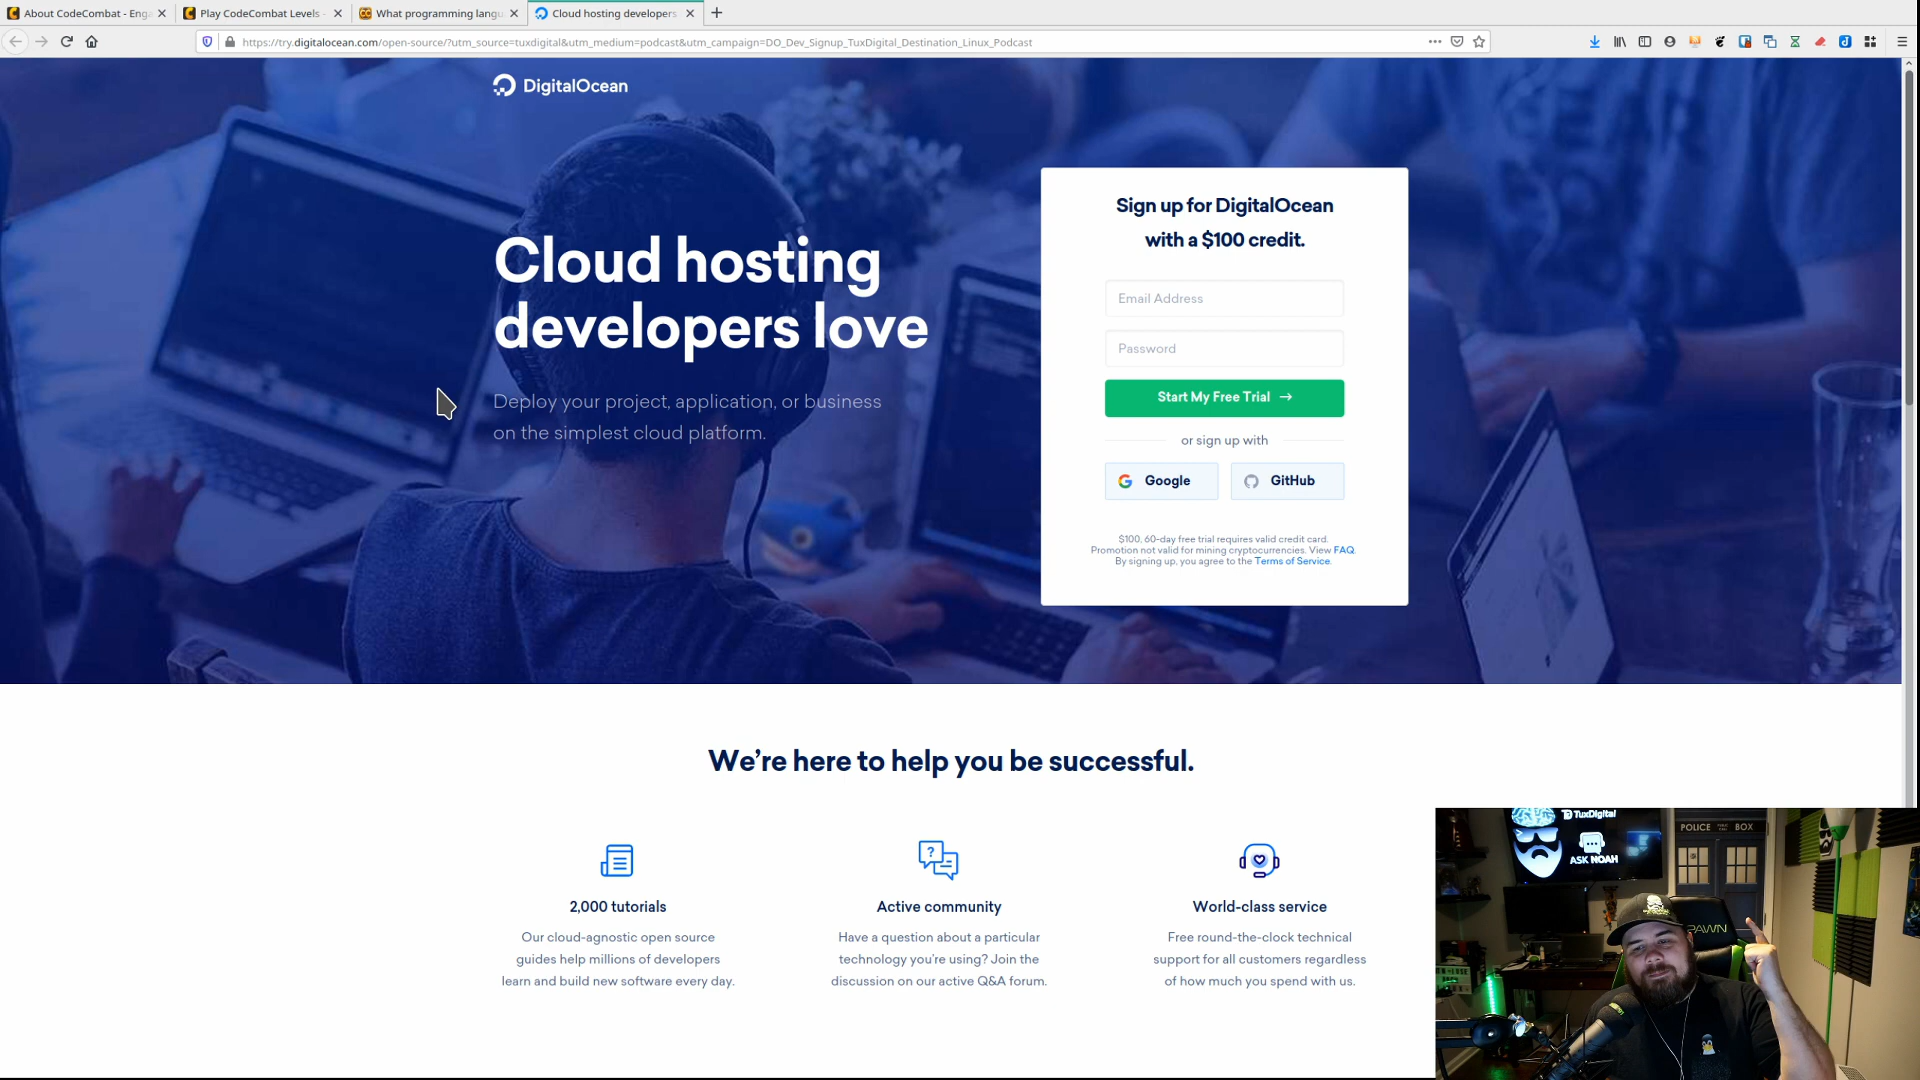 About CodeCombat - Enga
Play CodeCombat Levels -
What programming langu
Cloud hosting developers
https://try.digitalocean.com/open-source/?utm_source=tuxdigital&utm_medium=podcast&utm_campaign=DO_Dev_Signup_TuxDigital_Destination_Linux_Podcast
DigitalOcean
Cloud hosting
developers love
Deploy your project, application, or business
on the simplest cloud platform.
Sign up for DigitalOcean
with a $100 credit.
Email Address
Password
Start My Free Trial →
or sign up with
Google
GitHub
$100, 60-day free trial requires valid credit card.
Promotion not valid for mining cryptocurrencies. View FAQ.
By signing up, you agree to the Terms of Service.
We’re here to help you be successful.
2,000 tutorials
Our cloud-agnostic open source
guides help millions of developers
learn and build new software every day.
Active community
Have a question about a particular
technology you’re using? Join the
discussion on our active Q&A forum.
World-class service
Free round-the-clock technical
support for all customers regardless
of how much you spend with us.
TuxDigital
ASK NOAH
POLICE BOX
PAWN